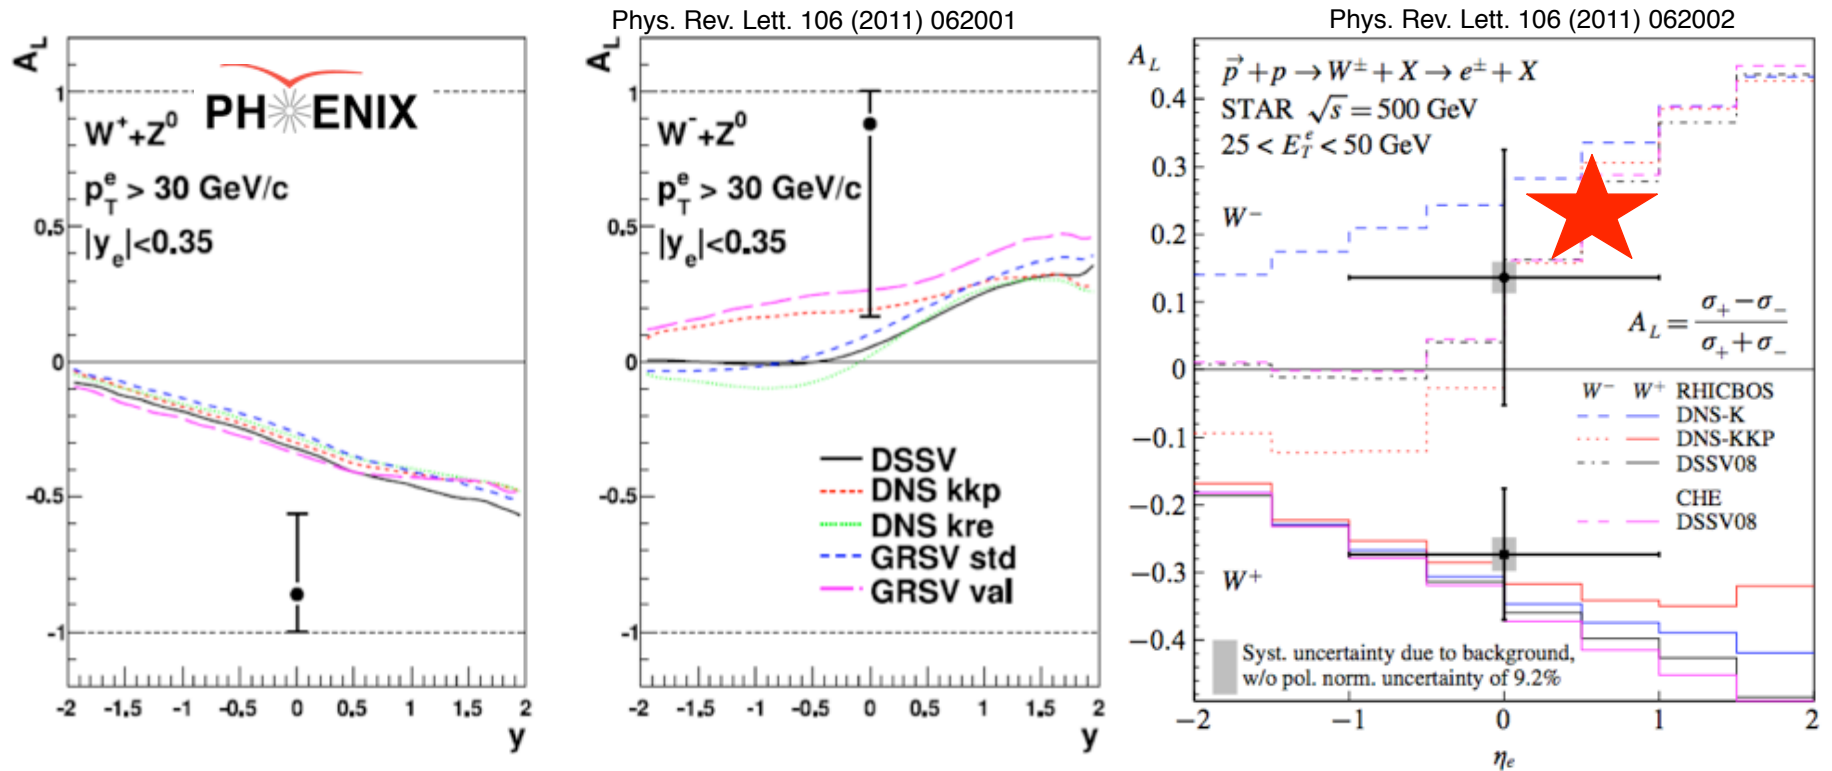 Phys. Rev. Lett. 106 (2011) 062001
Phys. Rev. Lett. 106 (2011) 062002
A_L
1
0.5
0
-0.5
-1
PHENIX
W⁺+Z⁰
p_T^e > 30 GeV/c
|y_e|<0.35
-2 -1.5 -1 -0.5 0 0.5 1 1.5 2
y
A_L
1
0.5
0
-0.5
-1
W⁻+Z⁰
p_T^e > 30 GeV/c
|y_e|<0.35
DSSV
DNS kkp
DNS kre
GRSV std
GRSV val
-2 -1.5 -1 -0.5 0 0.5 1 1.5 2
y
A_L
0.4
0.3
0.2
0.1
0
−0.1
−0.2
−0.3
−0.4
p⃗ + p → W^± + X → e^± + X
STAR √s = 500 GeV
25 < E_T^e < 50 GeV
W⁻
A_L = (σ₊ − σ₋)/(σ₊ + σ₋)
W⁻ W⁺ RHICBOS
DNS-K
DNS-KKP
DSSV08
CHE
DSSV08
W⁺
Syst. uncertainty due to background,
w/o pol. norm. uncertainty of 9.2%
−2 −1 0 1 2
η_e